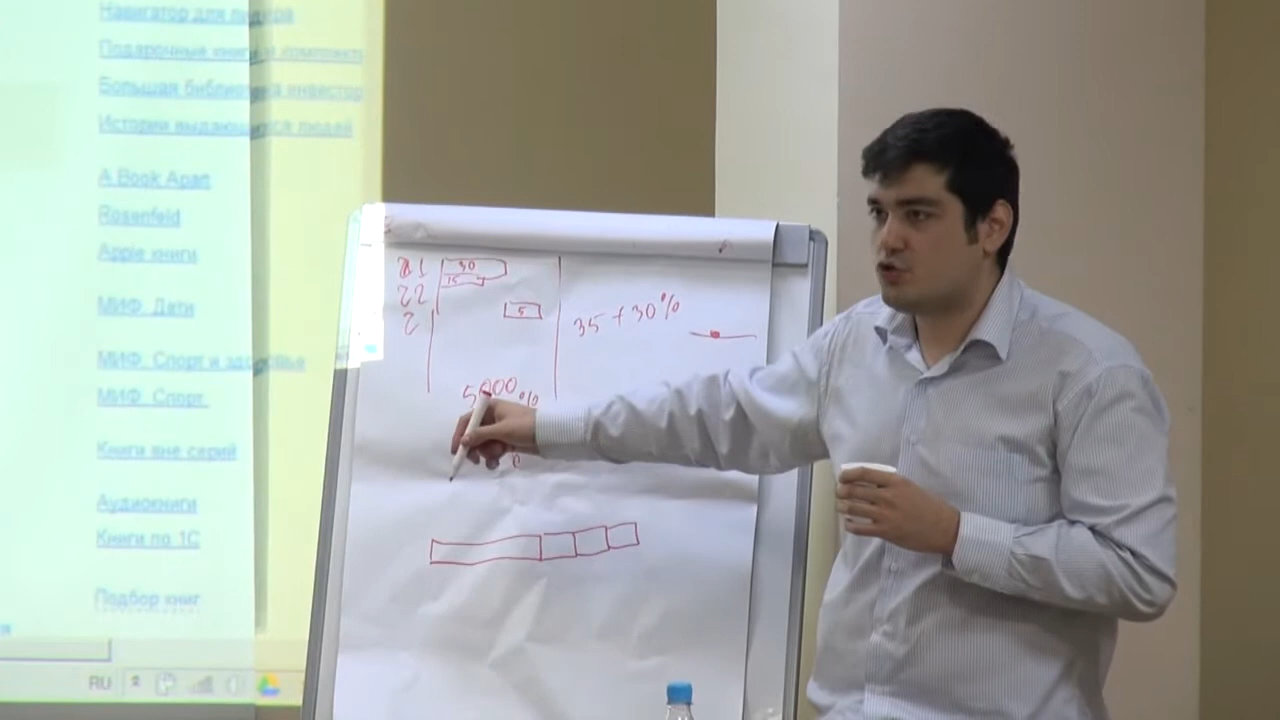 Навигатор для лидера
Подарочные книги и комплекты
Большая библиотека инвестора
Истории выдающихся людей
A Book Apart
Rosenfeld
Apple книги
МИФ. Дети
МИФ. Спорт и здоровье
МИФ. Спорт
Книги вне серий
Аудиокниги
Книги по 1С
Подбор книг
RU
30
15
5
35 + 30%
5000
%